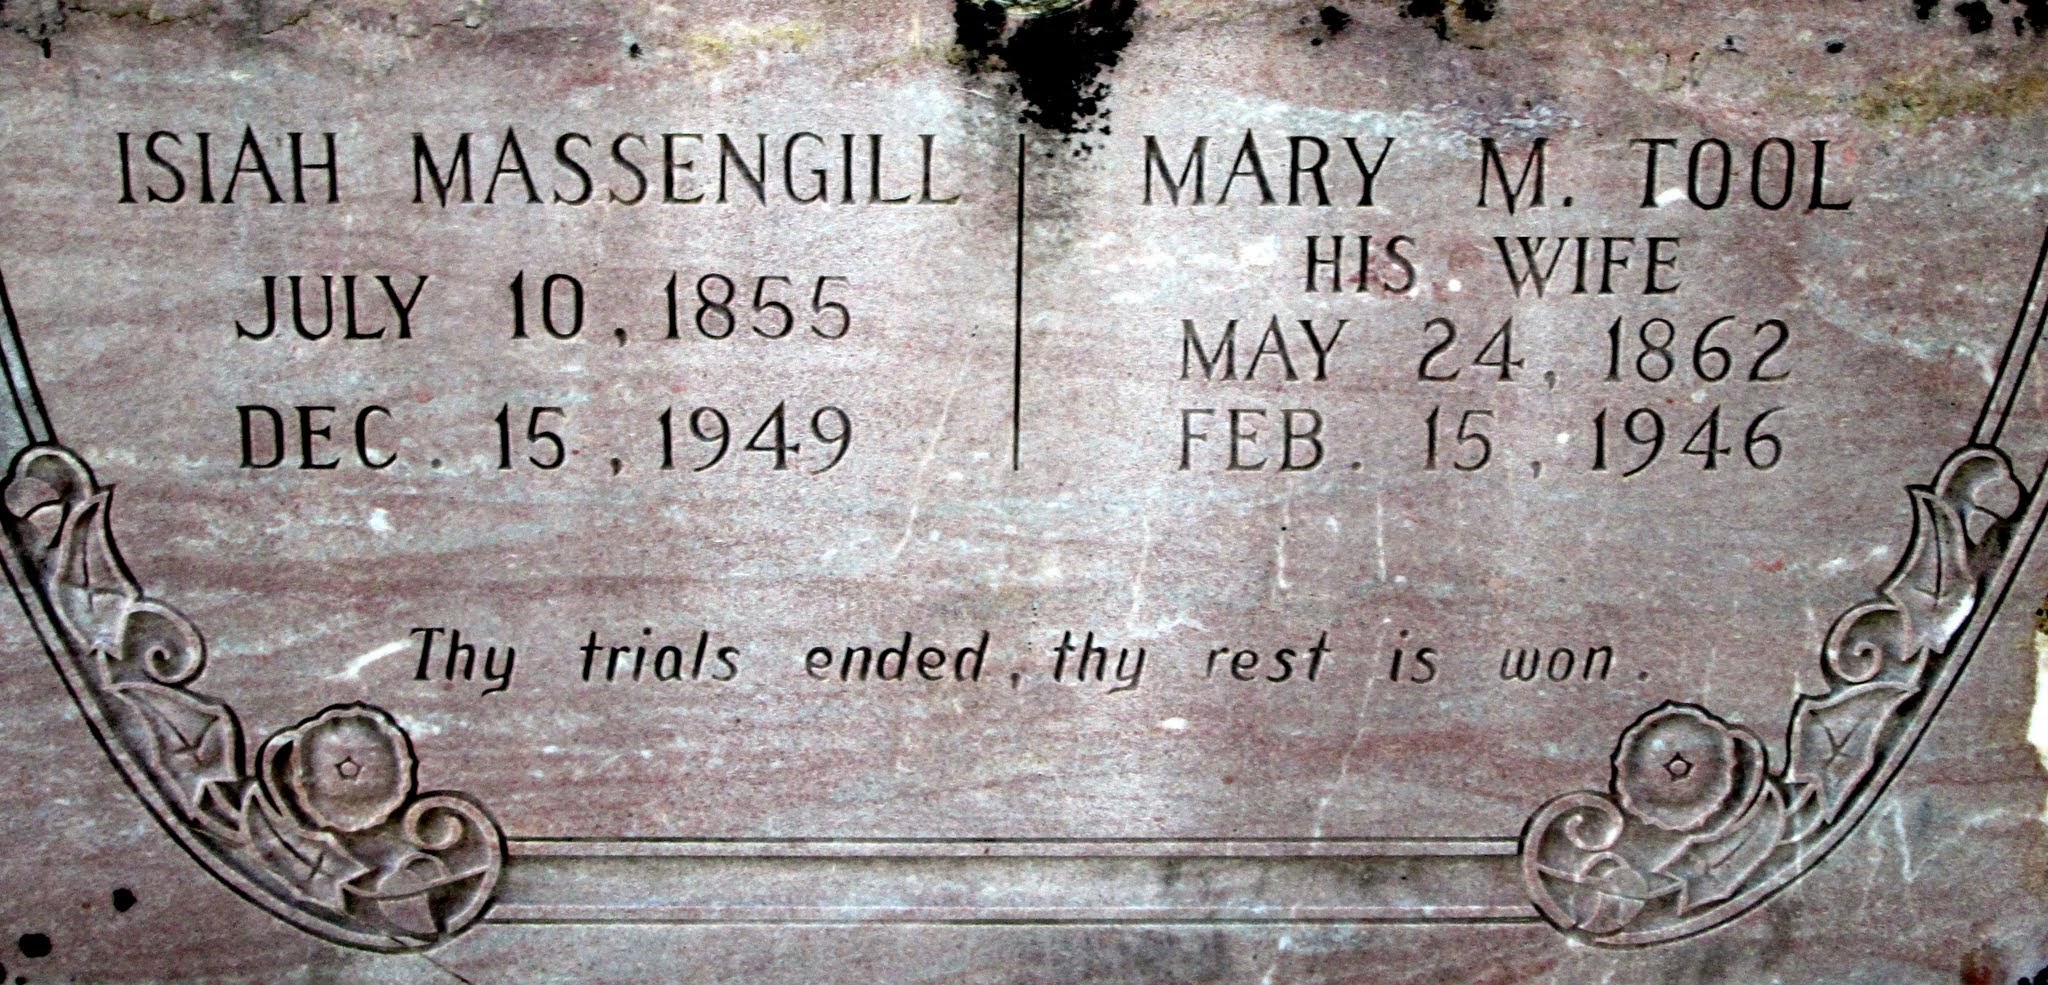 ISIAH MASSENGILL
JULY 10, 1855
DEC. 15, 1949
MARY M. TOOL
HIS WIFE
MAY 24, 1862
FEB. 15, 1946
Thy trials ended, thy rest is won.